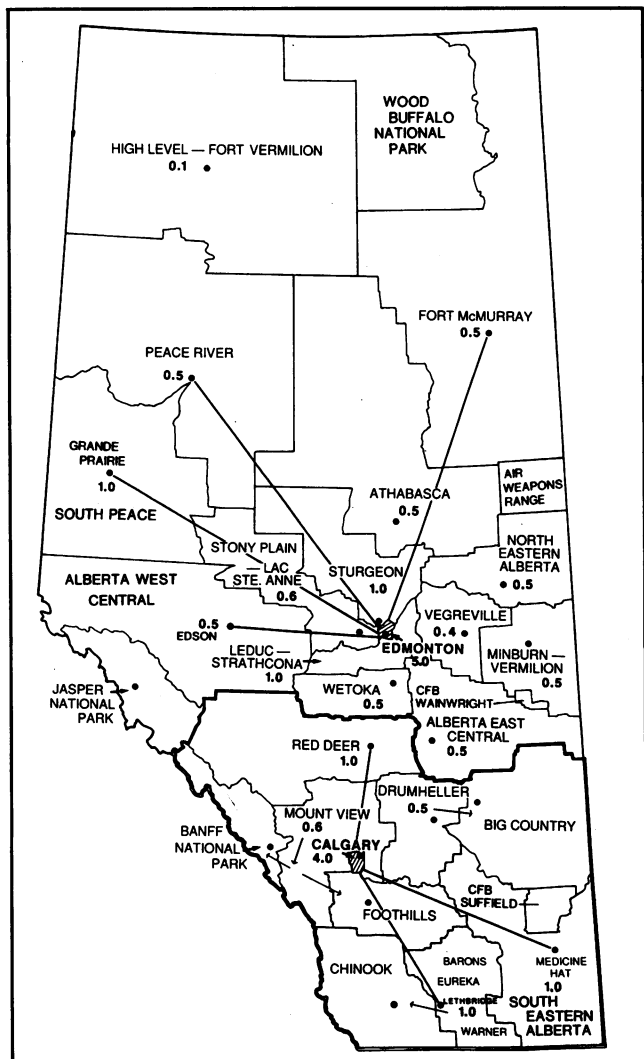 WOOD
BUFFALO
NATIONAL
PARK
HIGH LEVEL — FORT VERMILION
0.1
FORT McMURRAY
0.5
PEACE RIVER
0.5
GRANDE
PRAIRIE
1.0
SOUTH PEACE
ATHABASCA
0.5
AIR
WEAPONS
RANGE
STONY PLAIN
— LAC
STE. ANNE
0.6
STURGEON
1.0
NORTH
EASTERN
ALBERTA
0.5
ALBERTA WEST
CENTRAL
0.5
EDSON
VEGREVILLE
0.4
EDMONTON
5.0
LEDUC —
STRATHCONA
1.0
MINBURN —
VERMILION
0.5
JASPER
NATIONAL
PARK
WETOKA
0.5
CFB
WAINWRIGHT
ALBERTA EAST
CENTRAL
0.5
RED DEER
1.0
DRUMHELLER
0.5
BIG COUNTRY
MOUNT VIEW
0.6
BANFF
NATIONAL
PARK
CALGARY
4.0
CFB
SUFFIELD
FOOTHILLS
CHINOOK
BARONS
EUREKA
MEDICINE
HAT
1.0
LETHBRIDGE
1.0
WARNER
SOUTH
EASTERN
ALBERTA